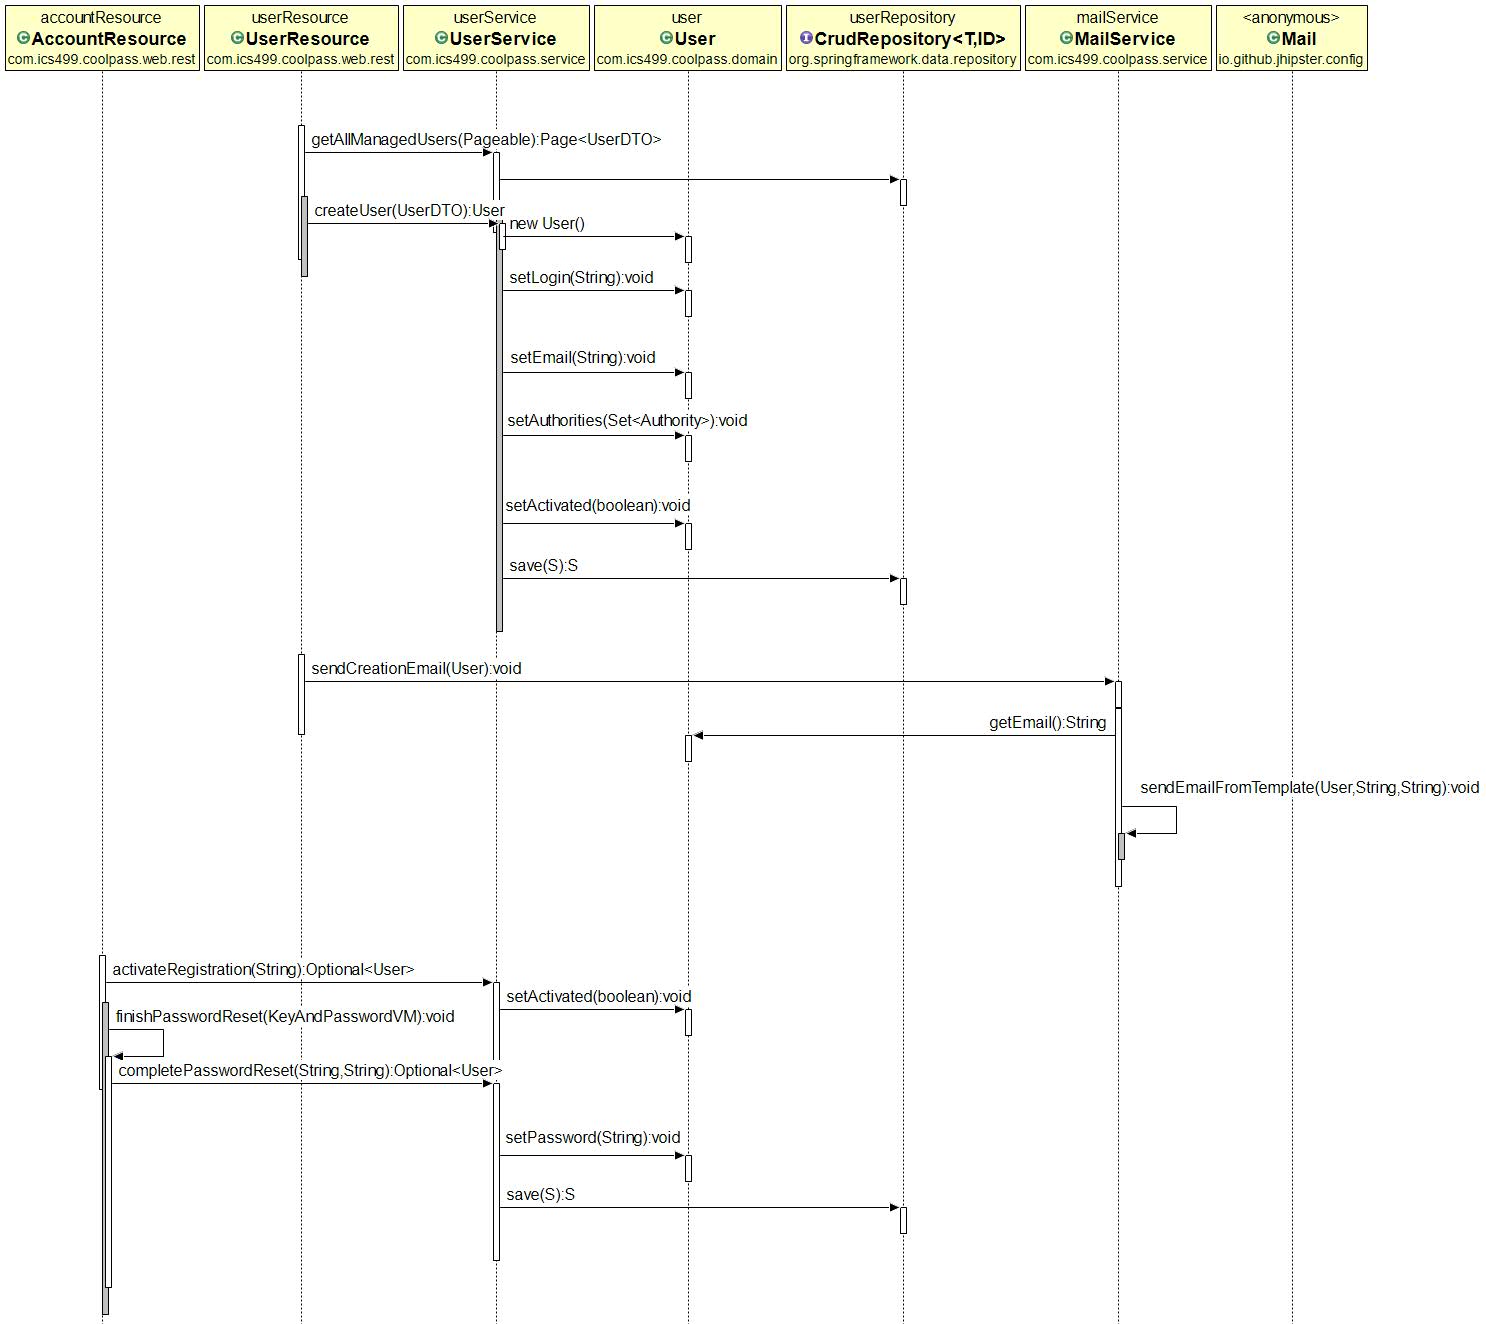 accountResource
AccountResource
com.ics499.coolpass.web.rest
userResource
UserResource
com.ics499.coolpass.web.rest
userService
UserService
com.ics499.coolpass.service
user
User
com.ics499.coolpass.domain
userRepository
CrudRepository<T,ID>
org.springframework.data.repository
mailService
MailService
com.ics499.coolpass.service
<anonymous>
Mail
io.github.jhipster.config
getAllManagedUsers(Pageable):Page<UserDTO>
createUser(UserDTO):User
new User()
setLogin(String):void
setEmail(String):void
setAuthorities(Set<Authority>):void
setActivated(boolean):void
save(S):S
sendCreationEmail(User):void
getEmail():String
sendEmailFromTemplate(User,String,String):void
activateRegistration(String):Optional<User>
setActivated(boolean):void
finishPasswordReset(KeyAndPasswordVM):void
completePasswordReset(String,String):Optional<User>
setPassword(String):void
save(S):S